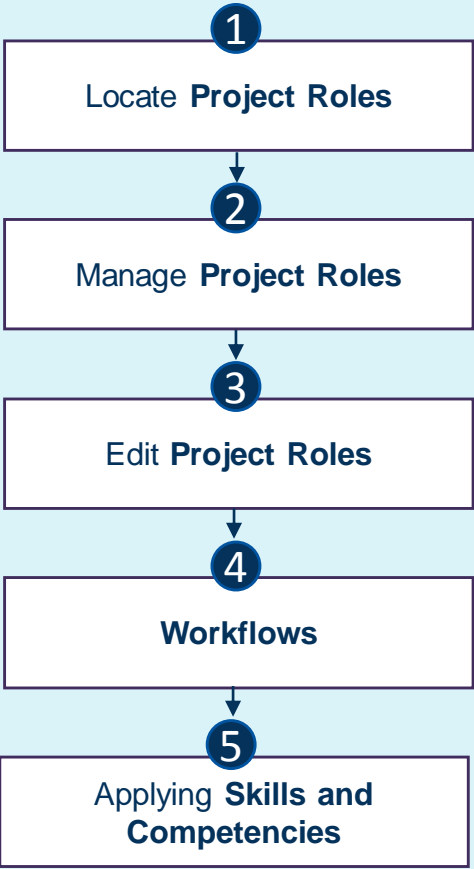 1
Locate Project Roles
2
Manage Project Roles
3
Edit Project Roles
4
Workflows
5
Applying Skills and
Competencies